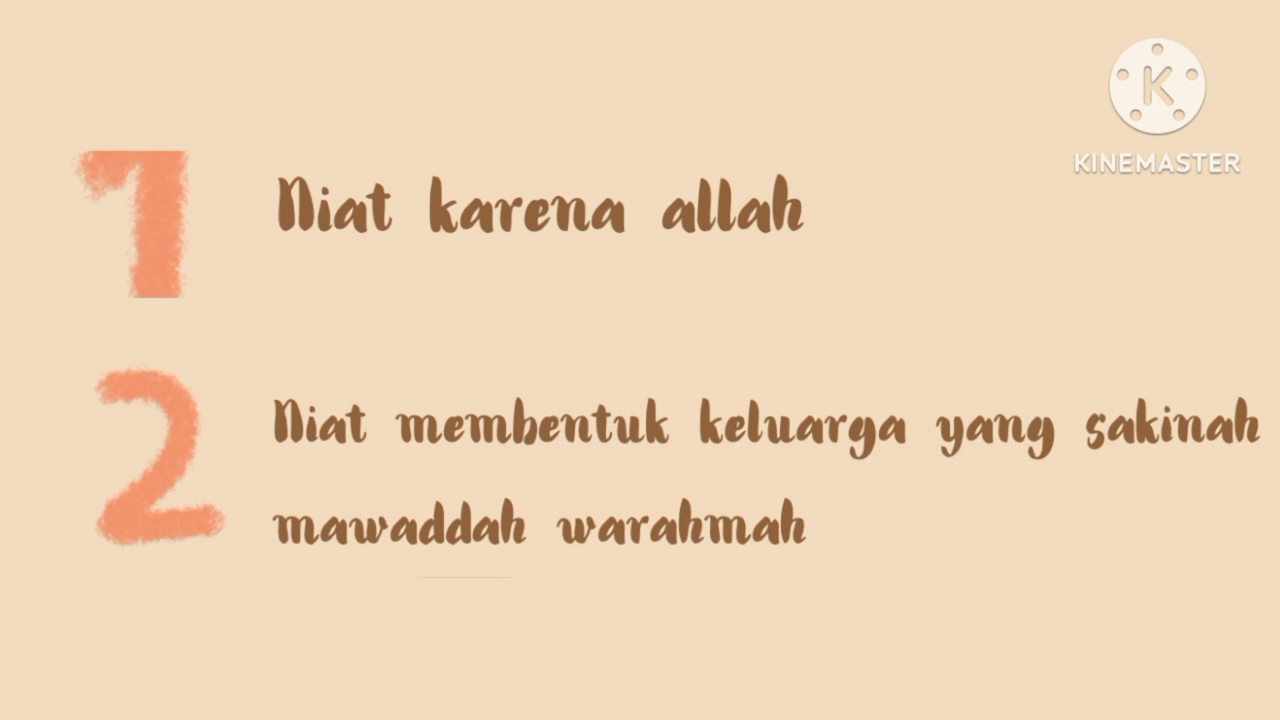 KINEMASTER
1 Niat karena allah
2 Niat membentuk keluarga yang sakinah
mawaddah warahmah